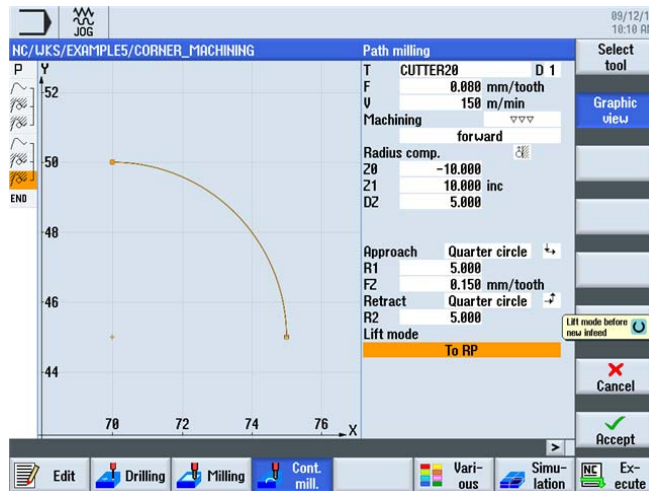 JOG
09/12/1
10:10 A
NC/WKS/EXAMPLE5/CORNER_MACHINING
Path milling
Select
tool
P
Y
T CUTTER20 D 1
F 0.080 mm/tooth
V 150 m/min
Machining ▽▽▽
forward
Radius comp.
Z0 -10.000
Z1 10.000 inc
DZ 5.000
Approach Quarter circle
R1 5.000
FZ 0.150 mm/tooth
Retract Quarter circle
R2 5.000
Lift mode
To RP
Graphic
view
END
52
50
48
46
44
70 72 74 76 X
Lift mode before
new infeed
Cancel
Accept
>
Edit
Drilling
Milling
Cont.
mill.
Vari-
ous
Simu-
lation
NC
Ex-
ecute